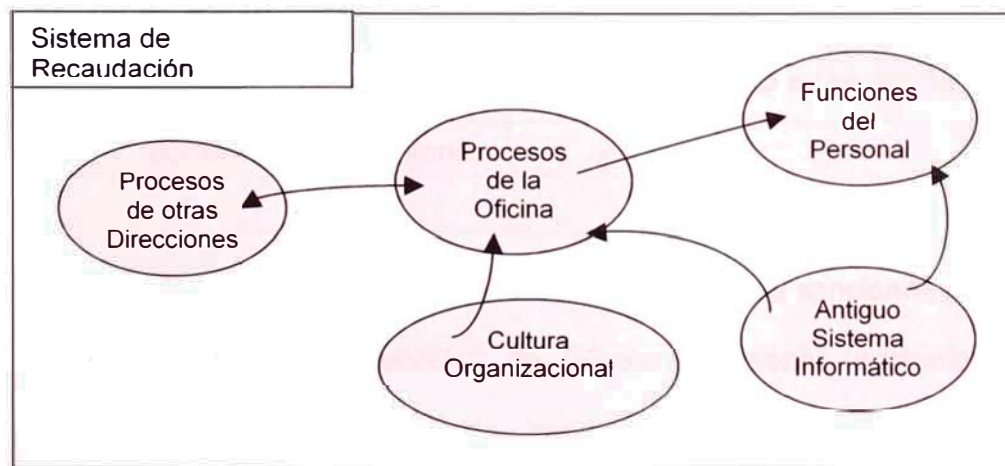 Sistema de
Recaudación
Funciones
del
Personal
Procesos
de la
Oficina
Procesos
de otras
Direcciones
Cultura
Organizacional
Antiguo
Sistema
Informático